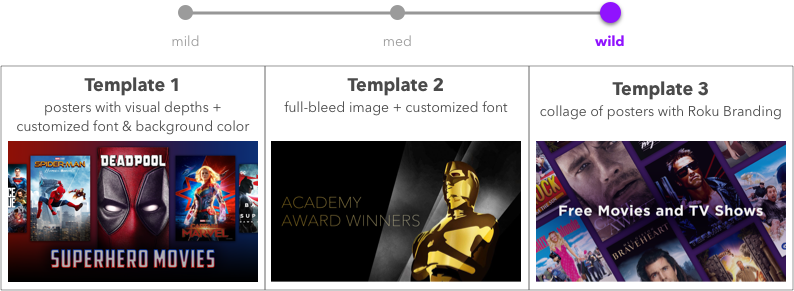 mild
med
wild
Template 1
posters with visual depths +
customized font & background color
Template 2
full-bleed image + customized font
Template 3
collage of posters with Roku Branding
SPIDER-MAN
DEADPOOL
MARVEL
SUPERHERO MOVIES
ACADEMY
AWARD WINNERS
Free Movies and TV Shows
BRAVEHEART